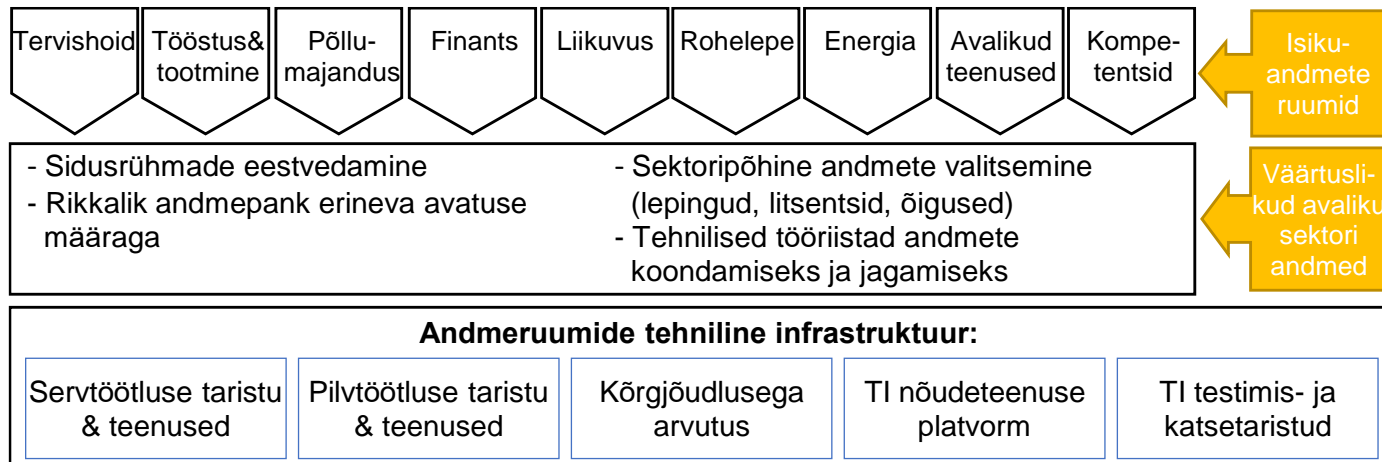 Tervishoid
Tööstus&
tootmine
Põllu-
majandus
Finants
Liikuvus
Rohelepe
Energia
Avalikud
teenused
Kompe-
tentsid
Isiku-
andmete
ruumid
- Sidusrühmade eestvedamine
- Rikkalik andmepank erineva avatuse
määraga
- Sektoripõhine andmete valitsemine
(lepingud, litsentsid, õigused)
- Tehnilised tööriistad andmete
koondamiseks ja jagamiseks
Väärtusli-
kud avaliku
sektori
andmed
Andmeruumide tehniline infrastruktuur:
Servtöötluse taristu
& teenused
Pilvtöötluse taristu
& teenused
Kõrgjõudlusega
arvutus
TI nõudeteenuse
platvorm
TI testimis- ja
katsetaristud